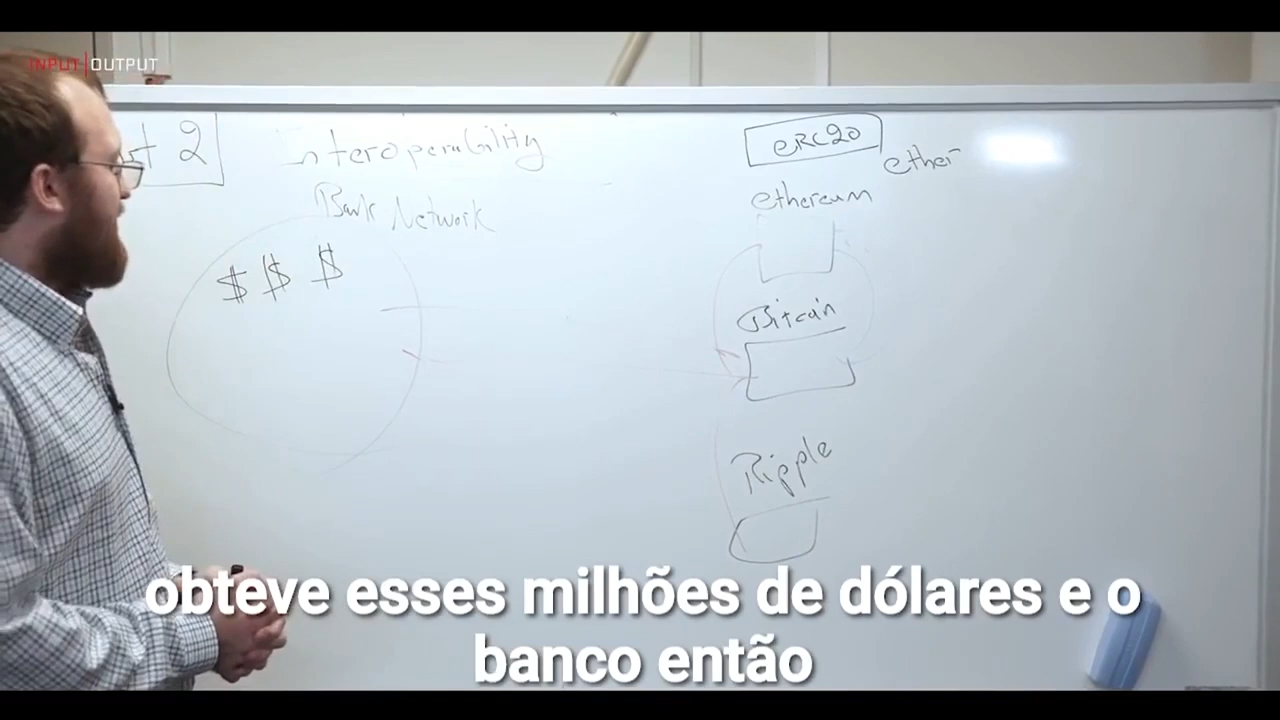 INPUT|OUTPUT
2
Interoperability
ERC20
ether
Bank Network
ethereum
$ $ $
Bitcoin
Ripple
obteve esses milhões de dólares e o
banco então